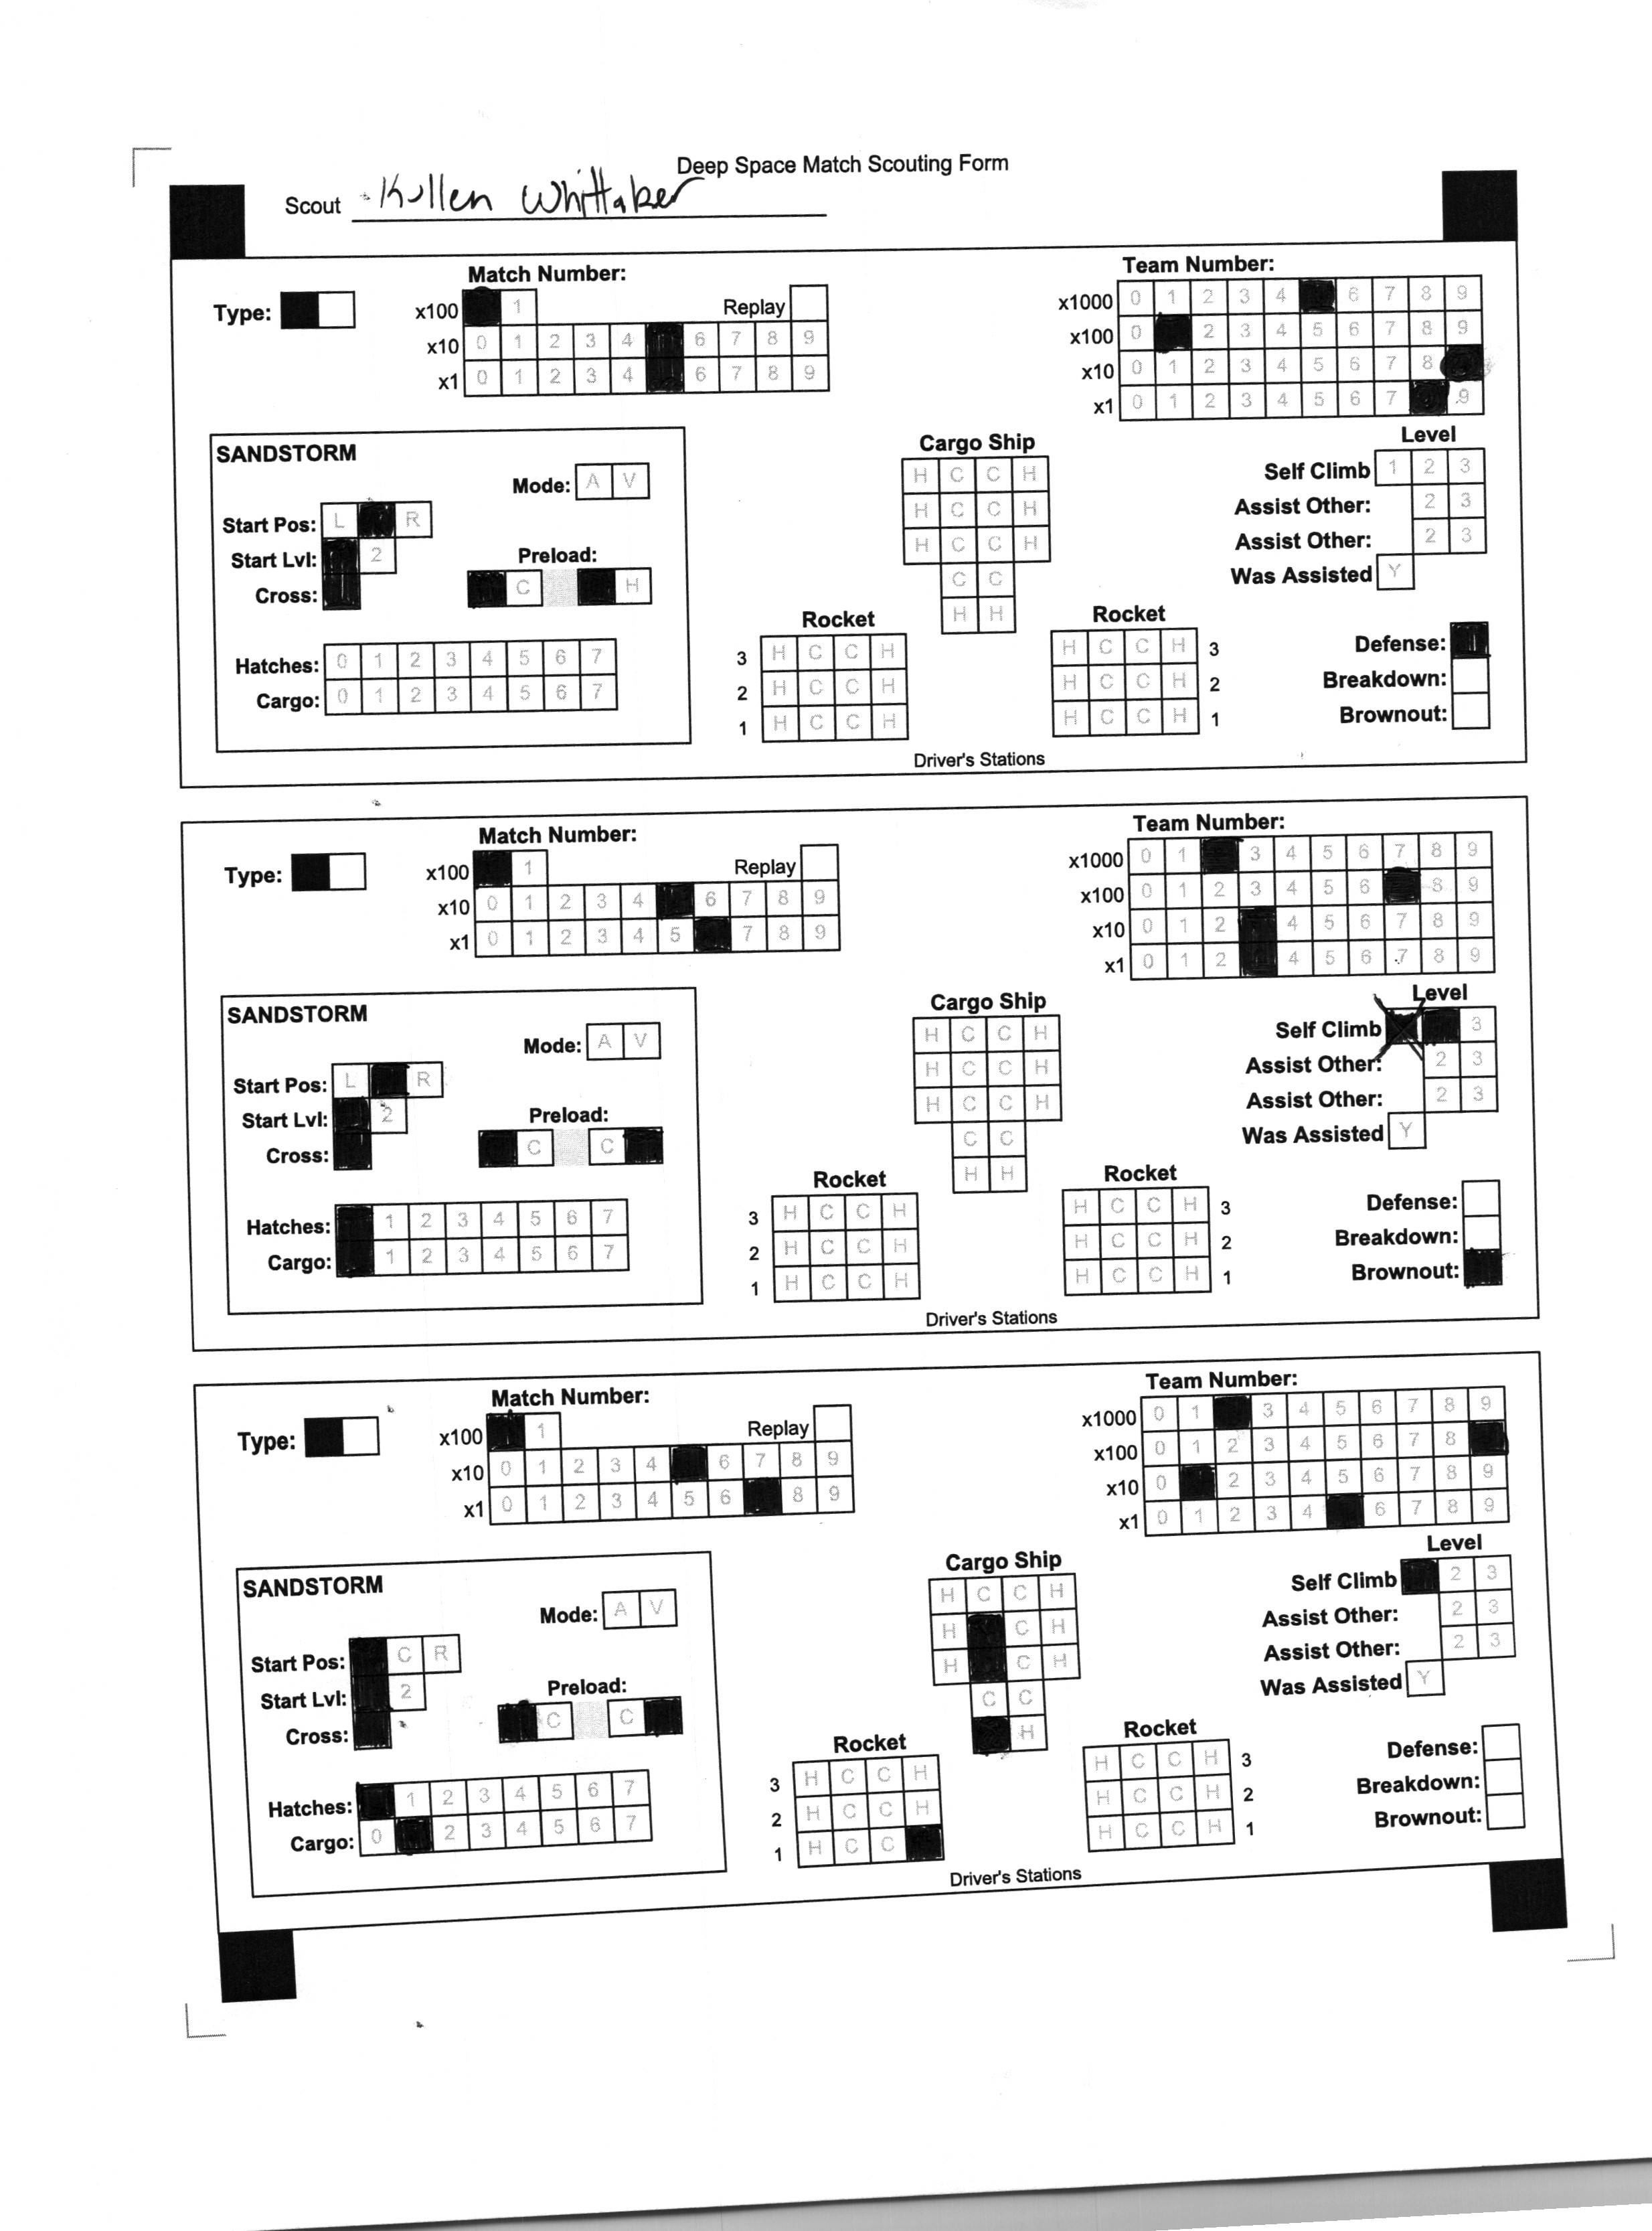 Deep Space Match Scouting Form
Scout Kullen Whittaker
Match Number:
Team Number:
Type:
x100 1 Replay
x10 0 1 2 3 4 6 7 8 9
x1 0 1 2 3 4 6 7 8 9
x1000 0 1 2 3 4 6 7 8 9
x100 0 2 3 4 5 6 7 8 9
x10 0 1 2 3 4 5 6 7 8
x1 0 1 2 3 4 5 6 7 9
SANDSTORM
Mode: A V
Start Pos: L R
Start Lvl: 2
Cross:
Preload:
C H
Hatches: 0 1 2 3 4 5 6 7
Cargo: 0 1 2 3 4 5 6 7
Cargo Ship
H C C H
H C C H
H C C H
C C
H H
Rocket
3 H C C H
2 H C C H
1 H C C H
Rocket
H C C H 3
H C C H 2
H C C H 1
Driver's Stations
Level
Self Climb 1 2 3
Assist Other: 2 3
Assist Other: 2 3
Was Assisted Y
Defense:
Breakdown:
Brownout:
Match Number:
Team Number:
Type:
x100 1 Replay
x10 0 1 2 3 4 6 7 8 9
x1 0 1 2 3 4 5 7 8 9
x1000 0 1 3 4 5 6 7 8 9
x100 0 1 2 3 4 5 6 8 9
x10 0 1 2 4 5 6 7 8 9
x1 0 1 2 4 5 6 7 8 9
SANDSTORM
Mode: A V
Start Pos: L R
Start Lvl: 2
Cross:
Preload:
C C
Hatches: 1 2 3 4 5 6 7
Cargo: 1 2 3 4 5 6 7
Cargo Ship
H C C H
H C C H
H C C H
C C
H H
Rocket
3 H C C H
2 H C C H
1 H C C H
Rocket
H C C H 3
H C C H 2
H C C H 1
Driver's Stations
Level
Self Climb 3
Assist Other: 2 3
Assist Other: 2 3
Was Assisted Y
Defense:
Breakdown:
Brownout:
Match Number:
Team Number:
Type:
x100 1 Replay
x10 0 1 2 3 4 6 7 8 9
x1 0 1 2 3 4 5 6 8 9
x1000 0 1 3 4 5 6 7 8 9
x100 0 1 2 3 4 5 6 7 8
x10 0 2 3 4 5 6 7 8 9
x1 0 1 2 3 4 6 7 8 9
SANDSTORM
Mode: A V
Start Pos: C R
Start Lvl: 2
Cross:
Preload:
C C
Hatches: 1 2 3 4 5 6 7
Cargo: 0 2 3 4 5 6 7
Cargo Ship
H C C H
H C H
H C H
C C
H
Rocket
3 H C C H
2 H C C H
1 H C C
Rocket
H C C H 3
H C C H 2
H C C H 1
Driver's Stations
Level
Self Climb 2 3
Assist Other: 2 3
Assist Other: 2 3
Was Assisted Y
Defense:
Breakdown:
Brownout: